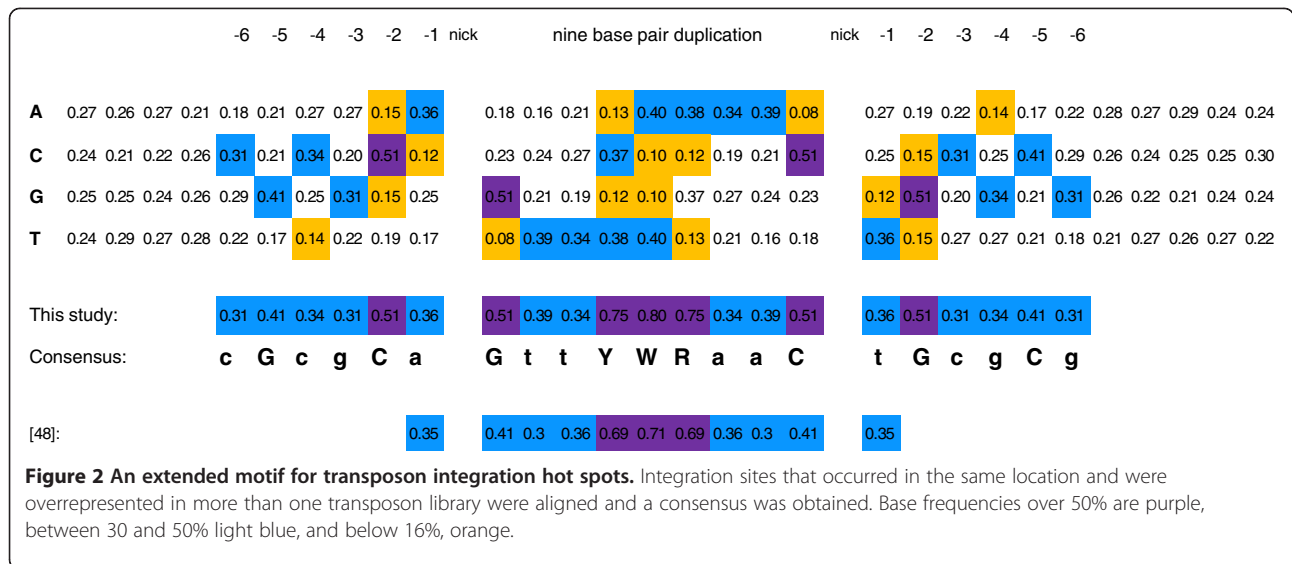 -6 -5 -4 -3 -2 -1 nick nine base pair duplication nick -1 -2 -3 -4 -5 -6
A 0.27 0.26 0.27 0.21 0.18 0.21 0.27 0.27 0.15 0.36 0.18 0.16 0.21 0.13 0.40 0.38 0.34 0.39 0.08 0.27 0.19 0.22 0.14 0.17 0.22 0.28 0.27 0.29 0.24 0.24
C 0.24 0.21 0.22 0.26 0.31 0.21 0.34 0.20 0.51 0.12 0.23 0.24 0.27 0.37 0.10 0.12 0.19 0.21 0.51 0.25 0.15 0.31 0.25 0.41 0.29 0.26 0.24 0.25 0.25 0.30
G 0.25 0.25 0.24 0.26 0.29 0.41 0.25 0.31 0.15 0.25 0.51 0.21 0.19 0.12 0.10 0.37 0.27 0.24 0.23 0.12 0.51 0.20 0.34 0.21 0.31 0.26 0.22 0.21 0.24 0.24
T 0.24 0.29 0.27 0.28 0.22 0.17 0.14 0.22 0.19 0.17 0.08 0.39 0.34 0.38 0.40 0.13 0.21 0.16 0.18 0.36 0.15 0.27 0.27 0.21 0.18 0.21 0.27 0.26 0.27 0.22
This study: 0.31 0.41 0.34 0.31 0.51 0.36 0.51 0.39 0.34 0.75 0.80 0.75 0.34 0.39 0.51 0.36 0.51 0.31 0.34 0.41 0.31
Consensus: c G c g C a G t t Y W R a a C t G c g C g
[48]: 0.35 0.41 0.3 0.36 0.69 0.71 0.69 0.36 0.3 0.41 0.35
Figure 2 An extended motif for transposon integration hot spots. Integration sites that occurred in the same location and were
overrepresented in more than one transposon library were aligned and a consensus was obtained. Base frequencies over 50% are purple,
between 30 and 50% light blue, and below 16%, orange.